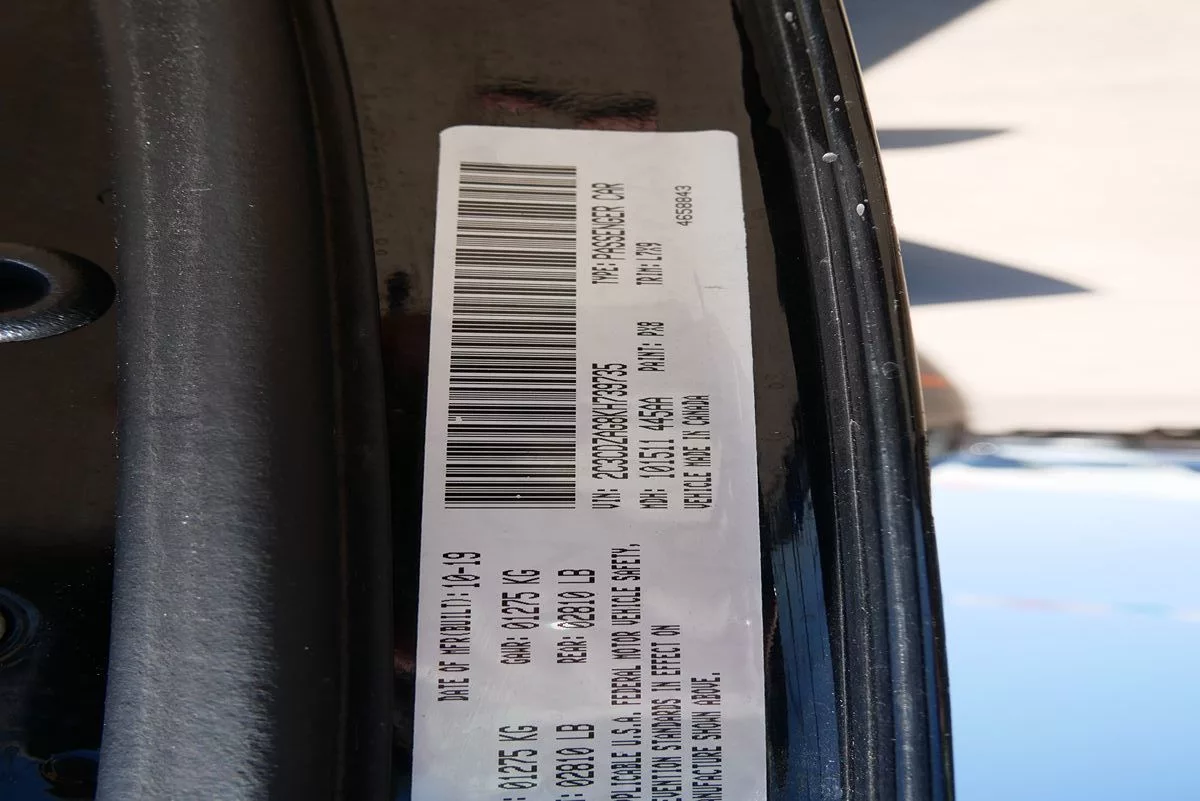 DATE OF MFR(BUILT): 10-19
: 01275 KG GAWR: 01275 KG
: 02810 LB REAR: 02810 LB
APPLICABLE U.S.A. FEDERAL MOTOR VEHICLE SAFETY,
PREVENTION STANDARDS IN EFFECT ON
MANUFACTURE SHOWN ABOVE.
VIN: 2C3CDZAG8KH739735 TYPE: PASSENGER CAR
MDH: 101511 445AA PAINT: PX8 TRIM: L7X9
VEHICLE MADE IN CANADA 4658843